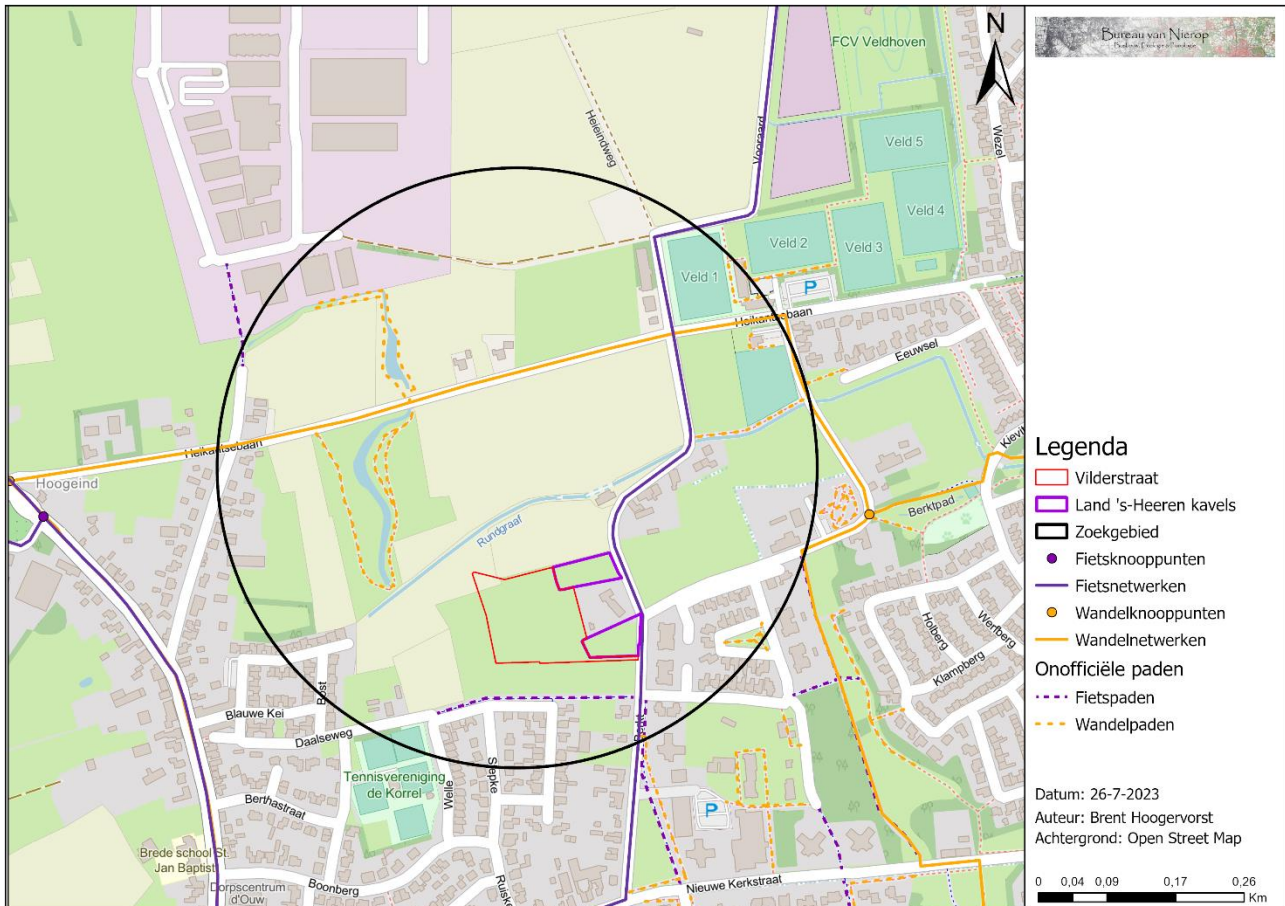 FCV Veldhoven
N
Bureau van Nierop
Heieindweg
Vooraard
Wezel
Veld 5
Veld 4
Veld 3
Veld 2
Veld 1
P
Heikantsebaan
Eeuwsel
Heikantsebaan
Hoogeind
Rundgraaf
Berktpad
Kievit
Holberg
Werfberg
Klampberg
Bost
Blauwe Kei
Daalseweg
Tennisvereniging
de Korrel
Welle
Slepke
Berthastraat
Brede school St.
Jan Baptist
Dorpscentrum
d'Ouw
Boonberg
P
Nieuwe Kerkstraat
Legenda
Vilderstraat
Land 's-Heeren kavels
Zoekgebied
Fietsknooppunten
Fietsnetwerken
Wandelknooppunten
Wandelnetwerken
Onofficiële paden
Fietspaden
Wandelpaden
Datum: 26-7-2023
Auteur: Brent Hoogervorst
Achtergrond: Open Street Map
0 0,04 0,09 0,17 0,26
Km